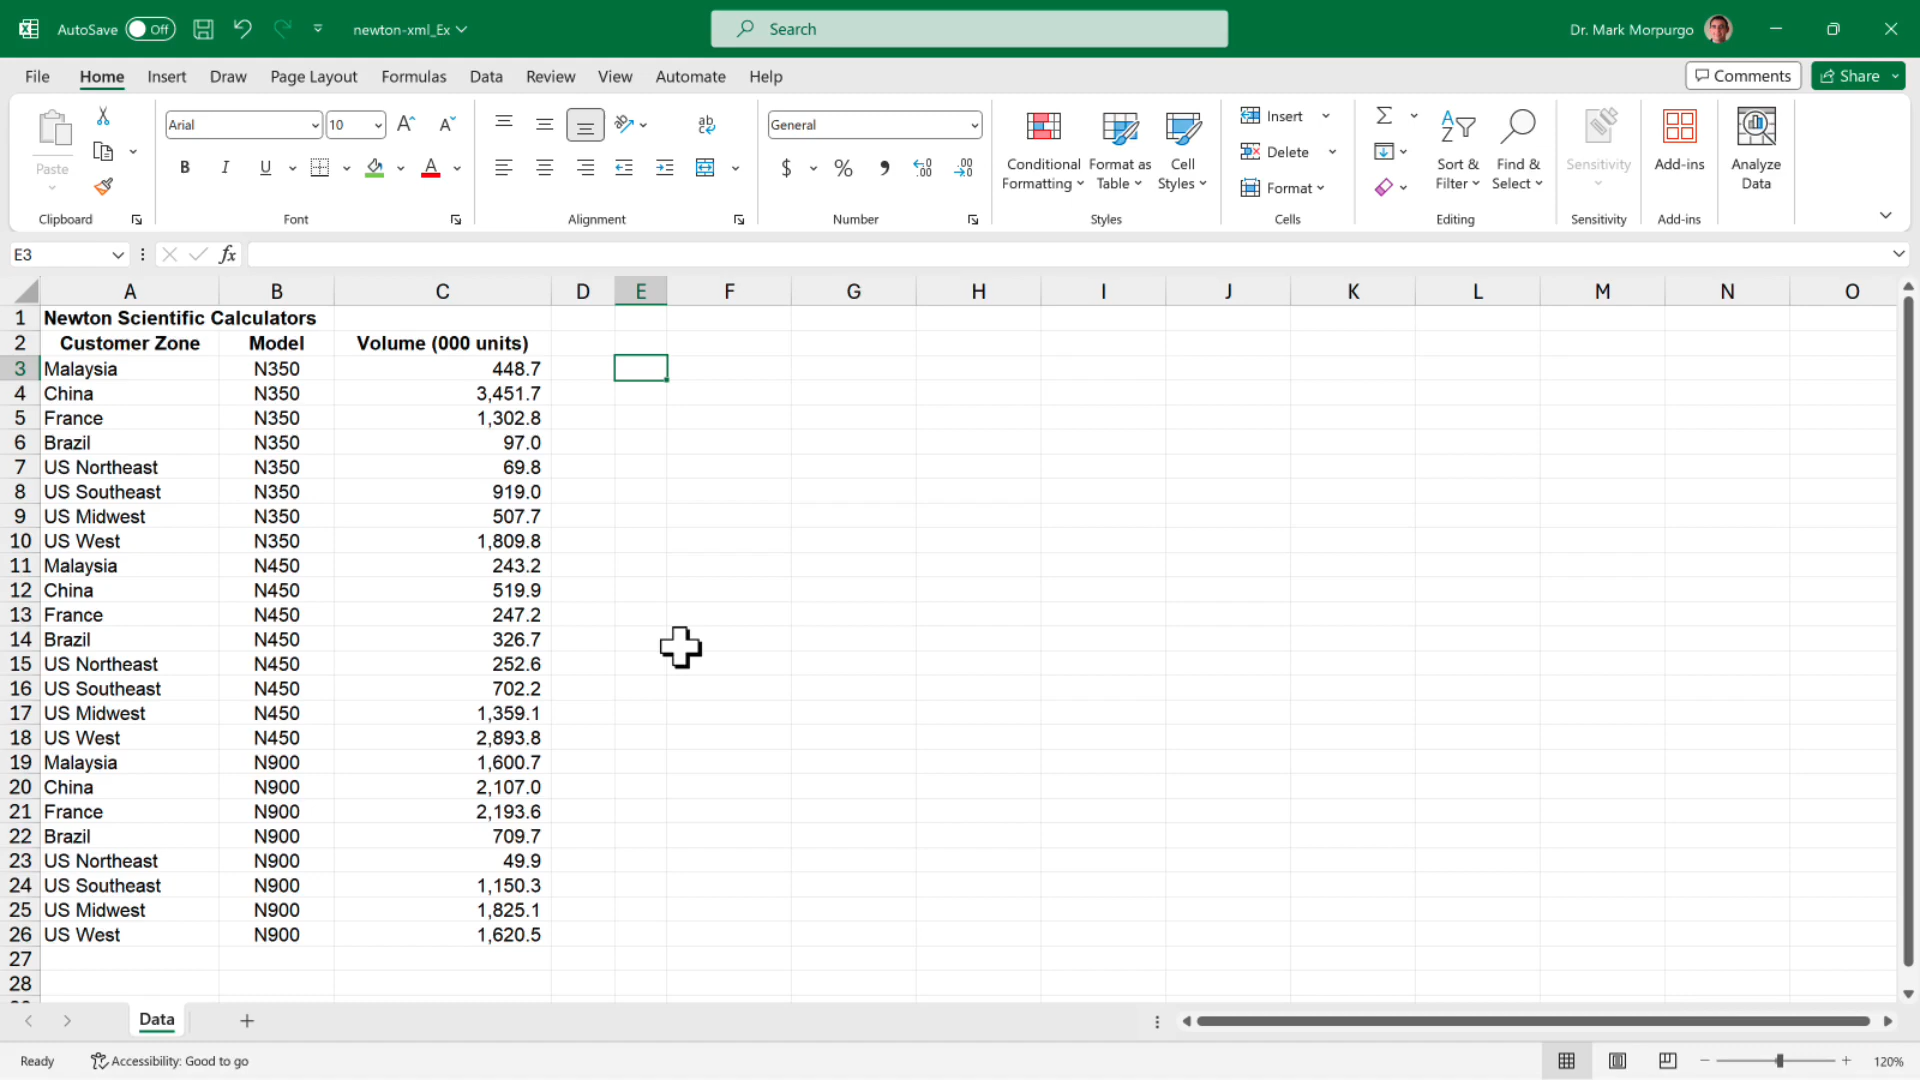 AutoSave Off newton-xml_Ex Search Dr. Mark Morpurgo
File Home Insert Draw Page Layout Formulas Data Review View Automate Help Comments Share
Paste
Clipboard
Arial 10
B I U A
Font
ab
Alignment
General
$ % 9 .00
Number
Conditional Formatting
Format as Table
Cell Styles
Styles
Insert
Delete
Format
Cells
Sort & Filter
Find & Select
Editing
Sensitivity
Sensitivity
Add-ins
Add-ins
Analyze Data
E3 fx
A B C D E F G H I J K L M N O
1 Newton Scientific Calculators
2 Customer Zone Model Volume (000 units)
3 Malaysia N350 448.7
4 China N350 3,451.7
5 France N350 1,302.8
6 Brazil N350 97.0
7 US Northeast N350 69.8
8 US Southeast N350 919.0
9 US Midwest N350 507.7
10 US West N350 1,809.8
11 Malaysia N450 243.2
12 China N450 519.9
13 France N450 247.2
14 Brazil N450 326.7
15 US Northeast N450 252.6
16 US Southeast N450 702.2
17 US Midwest N450 1,359.1
18 US West N450 2,893.8
19 Malaysia N900 1,600.7
20 China N900 2,107.0
21 France N900 2,193.6
22 Brazil N900 709.7
23 US Northeast N900 49.9
24 US Southeast N900 1,150.3
25 US Midwest N900 1,825.1
26 US West N900 1,620.5
27
28
Data
Ready Accessibility: Good to go 120%